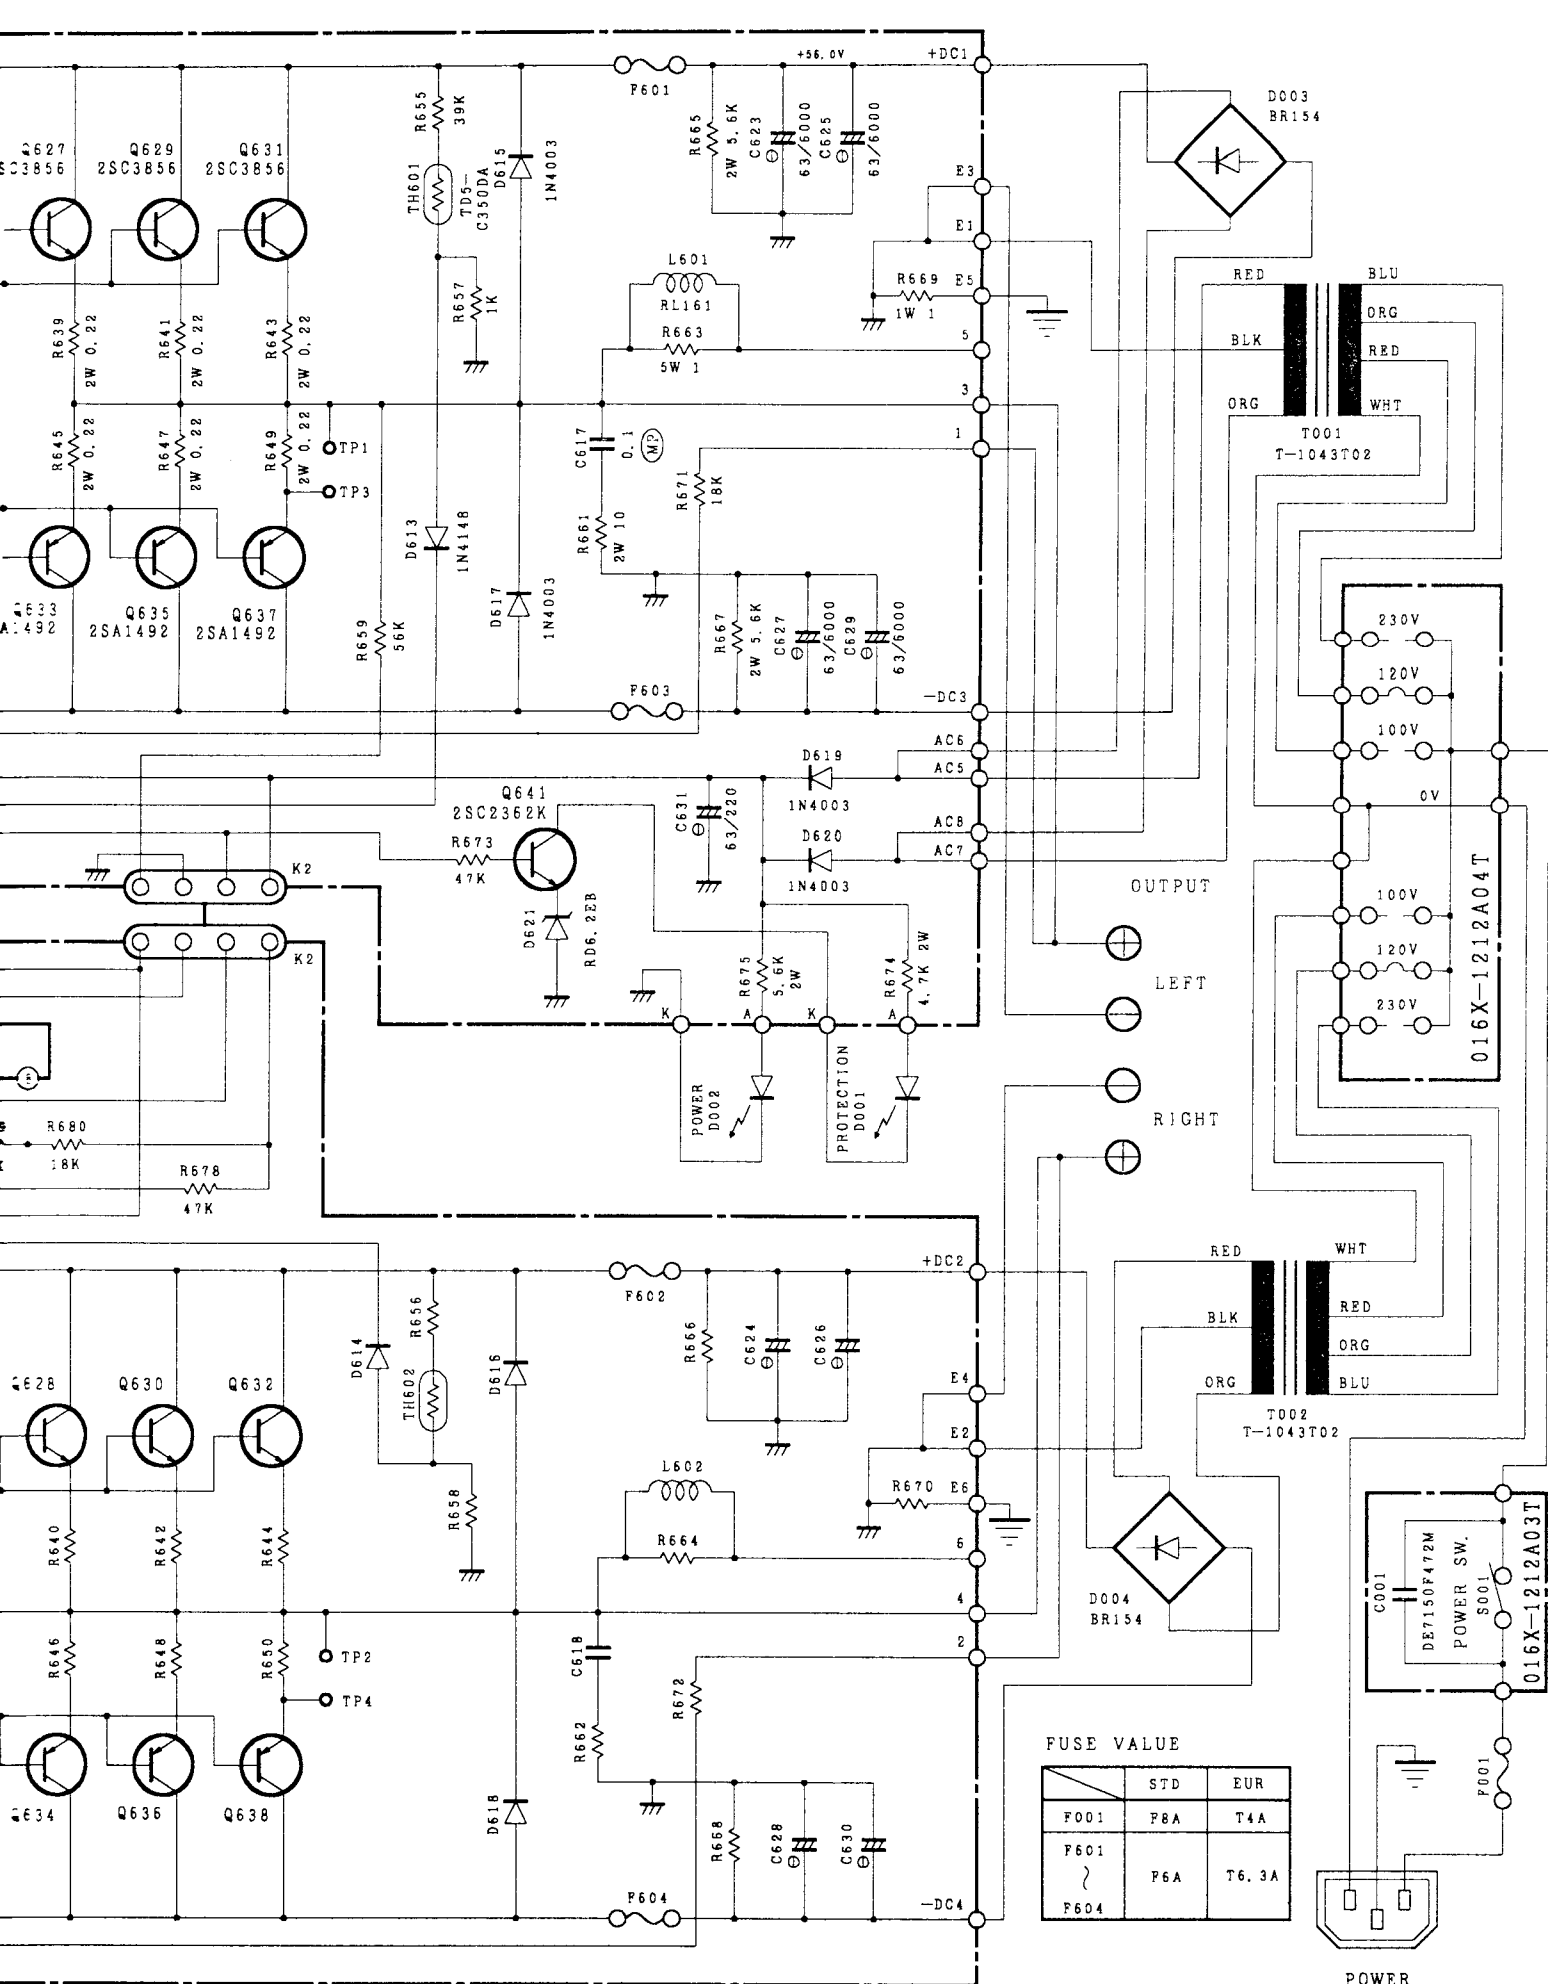 +56.0V
+DC1
F601
D003
BR154
R655
39K
R665
2W 5.6K
C623
63/6000
C625
63/6000
Q627
SC3856
Q629
2SC3856
Q631
2SC3856
TH601
TD5-
C350DA
D615
1N4003
E3
E1
L601
RL161
R663
5W 1
R669
1W 1
E5
R657
1K
RED
BLU
ORG
BLK
RED
ORG
WHT
T001
T-1043T02
5
3
1
R639
2W 0.22
R641
2W 0.22
R643
2W 0.22
R645
2W 0.22
R647
2W 0.22
R649
2W 0.22
TP1
TP3
C617
0.1
MP
R671
18K
R661
2W 10
D613
1N4148
D617
1N4003
Q633
A1492
Q635
2SA1492
Q637
2SA1492
R659
56K
R667
2W 5.6K
C627
63/6000
C629
63/6000
F603
-DC3
230V
120V
100V
0V
100V
120V
230V
016X-1212A04T
AC6
AC5
AC8
AC7
D619
1N4003
D620
1N4003
Q641
2SC2362K
C631
63/220
R673
47K
K2
K2
D621
RD6.2EB
R675
5.6K
2W
R674
4.7K 2W
K
A
K
A
POWER
D002
PROTECTION
D001
OUTPUT
LEFT
RIGHT
R680
18K
R678
47K
+DC2
F602
R656
D614
TH602
D616
R666
C624
C626
RED
WHT
BLK
RED
ORG
ORG
BLU
T002
T-1043T02
Q628
Q630
Q632
E4
E2
E6
L602
R664
R670
R658
6
4
2
R640
R642
R644
R646
R648
R650
TP2
TP4
C618
R672
R662
D004
BR154
C001
DE7150F472M
POWER SW.
S001
016X-1212A03T
Q634
Q636
Q638
D618
R668
C628
C630
F604
-DC4
FUSE VALUE
STD EUR
F001 F8A T4A
F601
~
F604
F6A T6.3A
F001
POWER